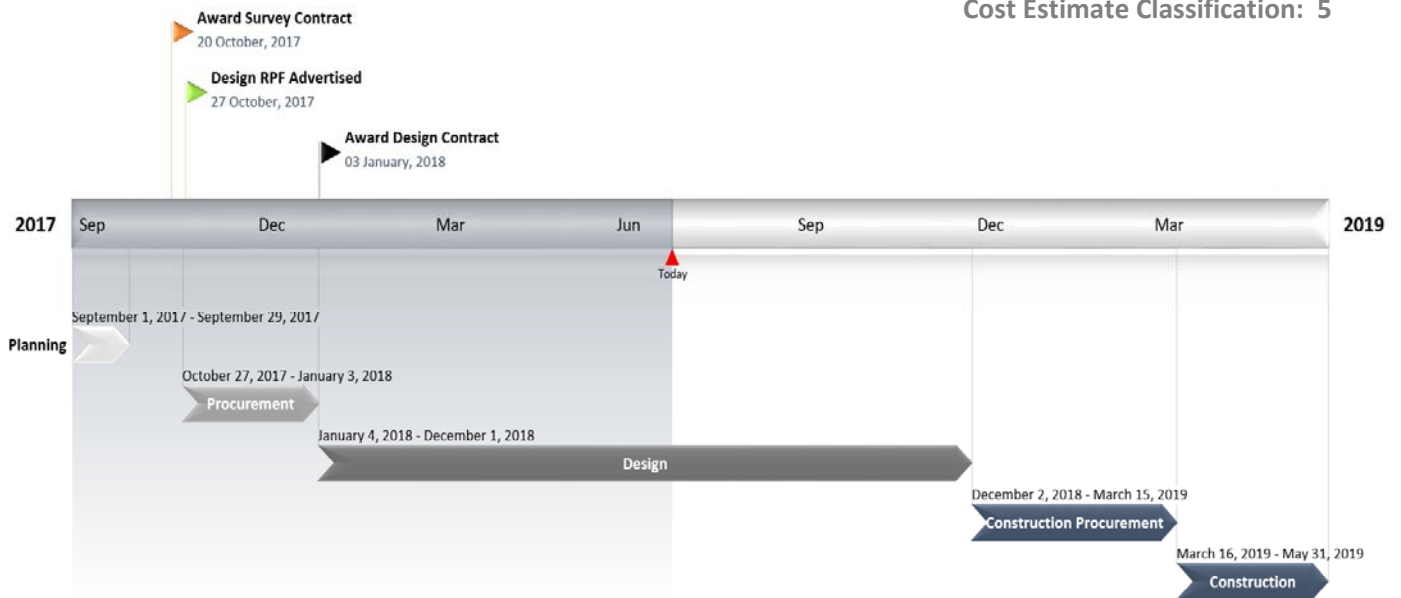 Cost Estimate Classification: 5
Award Survey Contract
20 October, 2017
Design RPF Advertised
27 October, 2017
Award Design Contract
03 January, 2018
2017 Sep Dec Mar Jun Sep Dec Mar 2019
Today
September 1, 2017 - September 29, 2017
Planning
October 27, 2017 - January 3, 2018
Procurement
January 4, 2018 - December 1, 2018
Design
December 2, 2018 - March 15, 2019
Construction Procurement
March 16, 2019 - May 31, 2019
Construction